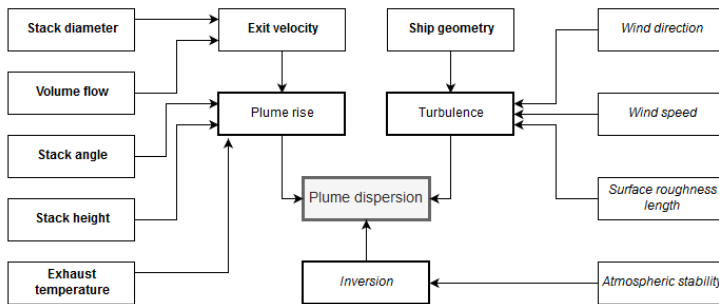 Stack diameter
Exit velocity
Ship geometry
Wind direction
Volume flow
Plume rise
Turbulence
Wind speed
Stack angle
Stack height
Plume dispersion
Surface roughness
length
Exhaust
temperature
Inversion
Atmospheric stability